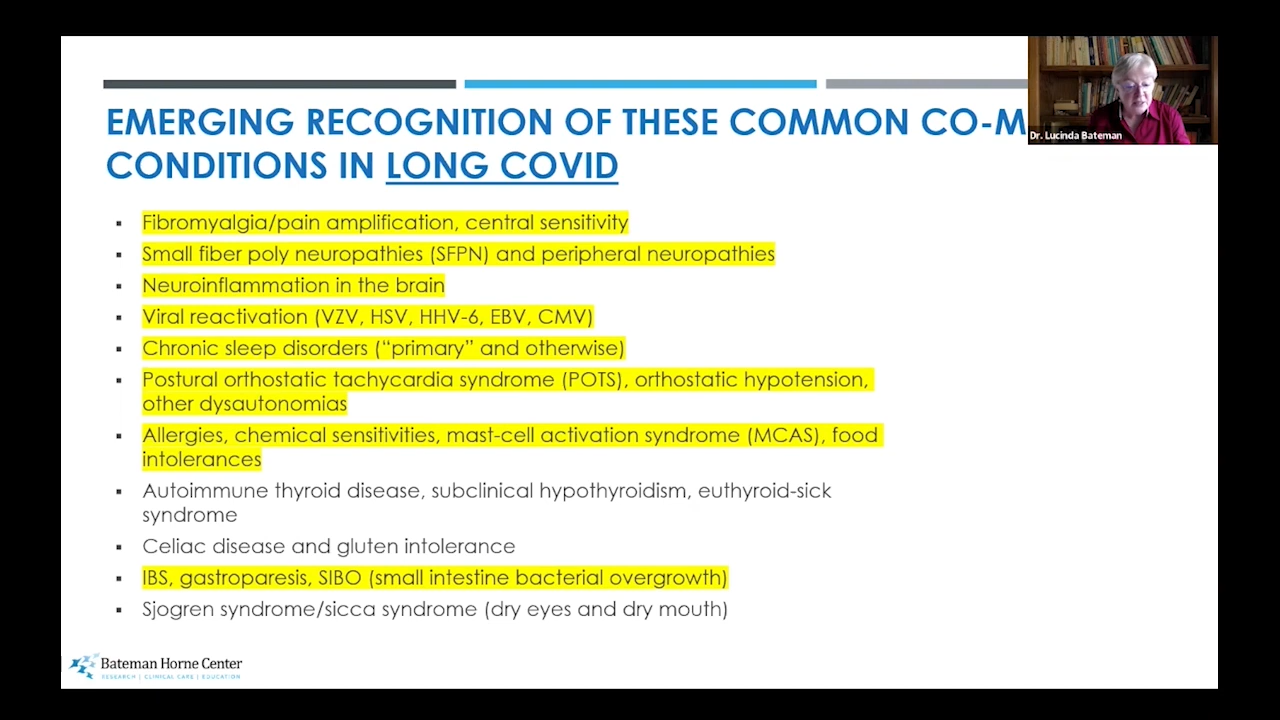 EMERGING RECOGNITION OF THESE COMMON CO-M
Dr. Lucinda Bateman
CONDITIONS IN LONG COVID
▪ Fibromyalgia/pain amplification, central sensitivity
▪ Small fiber poly neuropathies (SFPN) and peripheral neuropathies
▪ Neuroinflammation in the brain
▪ Viral reactivation (VZV, HSV, HHV-6, EBV, CMV)
▪ Chronic sleep disorders (“primary” and otherwise)
▪ Postural orthostatic tachycardia syndrome (POTS), orthostatic hypotension,
other dysautonomias
▪ Allergies, chemical sensitivities, mast-cell activation syndrome (MCAS), food
intolerances
▪ Autoimmune thyroid disease, subclinical hypothyroidism, euthyroid-sick
syndrome
▪ Celiac disease and gluten intolerance
▪ IBS, gastroparesis, SIBO (small intestine bacterial overgrowth)
▪ Sjogren syndrome/sicca syndrome (dry eyes and dry mouth)
Bateman Horne Center
RESEARCH | CLINICAL CARE | EDUCATION